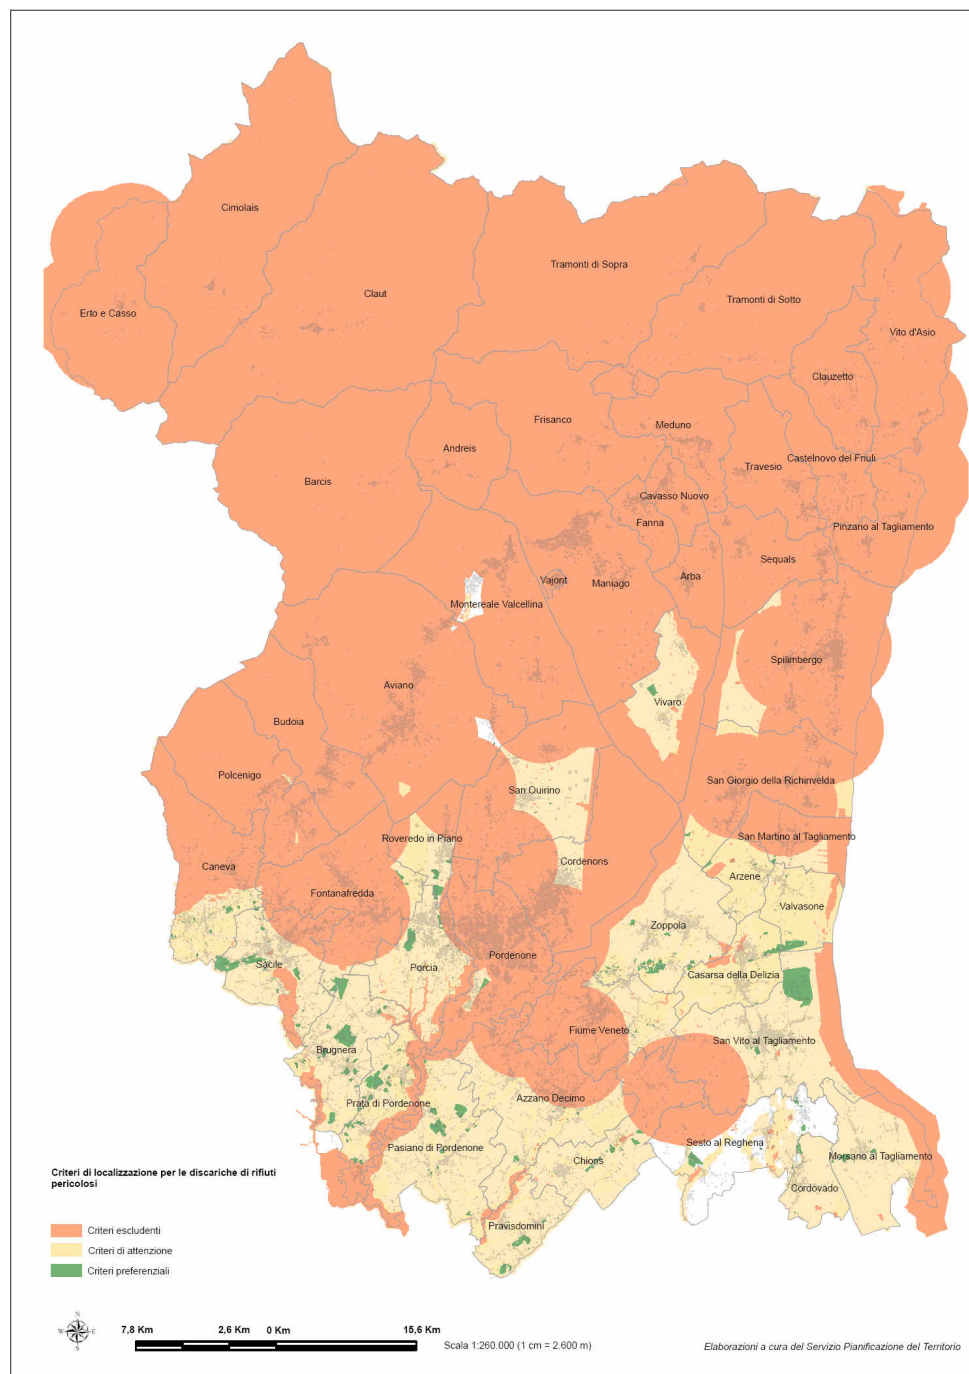 Cimolais
Tramonti di Sopra
Claut
Tramonti di Sotto
Erto e Casso
Vito d'Asio
Clauzetto
Frisanco
Meduno
Andreis
Castelnovo del Friuli
Travesio
Barcis
Cavasso Nuovo
Fanna
Pinzano al Tagliamento
Sequals
Vajont
Maniago
Arba
Montereale Valcellina
Spilimbergo
Aviano
Vivaro
Budoia
Polcenigo
San Giorgio della Richinvelda
San Quirino
San Martino al Tagliamento
Roveredo in Piano
Cordenons
Caneva
Arzene
Fontanafredda
Valvasone
Zoppola
Pordenone
Sacile
Porcia
Casarsa della Delizia
Fiume Veneto
San Vito al Tagliamento
Brugnera
Azzano Decimo
Prata di Pordenone
Sesto al Reghena
Pasiano di Pordenone
Morsano al Tagliamento
Chions
Cordovado
Pravisdomini
Criteri di localizzazione per le discariche di rifiuti
pericolosi
Criteri escludenti
Criteri di attenzione
Criteri preferenziali
N
W E
S
7,8 Km 2,6 Km 0 Km 15,6 Km
Scala 1:260.000 (1 cm = 2.600 m)
Elaborazioni a cura del Servizio Pianificazione del Territorio